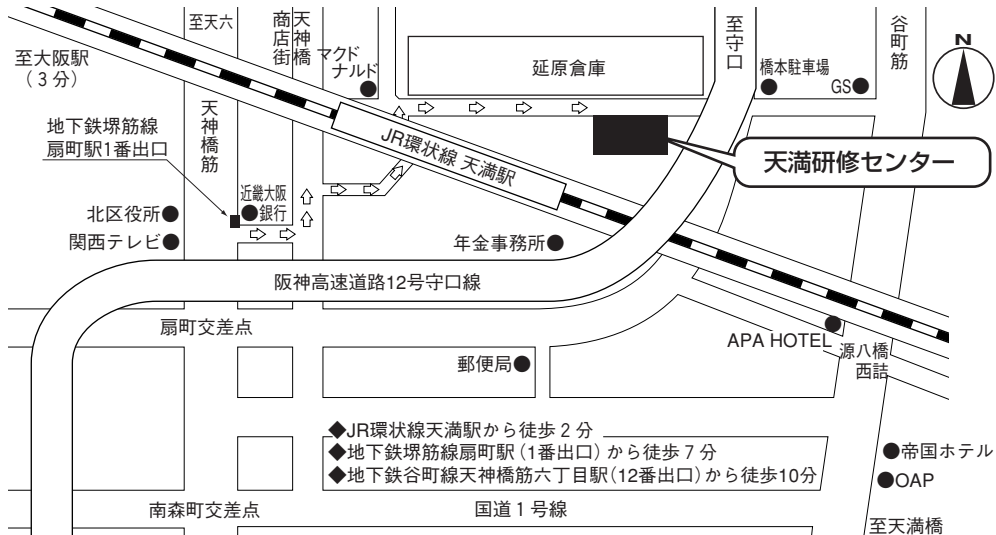 至天六
天神橋
商店街
マクド
ナルド
至守口
谷町筋
N
至大阪駅
(３分)
延原倉庫
橋本駐車場
GS
天神橋筋
地下鉄堺筋線
扇町駅1番出口
JR環状線 天満駅
天満研修センター
近畿大阪
銀行
北区役所
関西テレビ
年金事務所
阪神高速道路12号守口線
扇町交差点
APA HOTEL
源八橋
西詰
郵便局
◆JR環状線天満駅から徒歩２分
◆地下鉄堺筋線扇町駅(1番出口)から徒歩７分
◆地下鉄谷町線天神橋筋六丁目駅(12番出口)から徒歩10分
帝国ホテル
OAP
南森町交差点
国道１号線
至天満橋